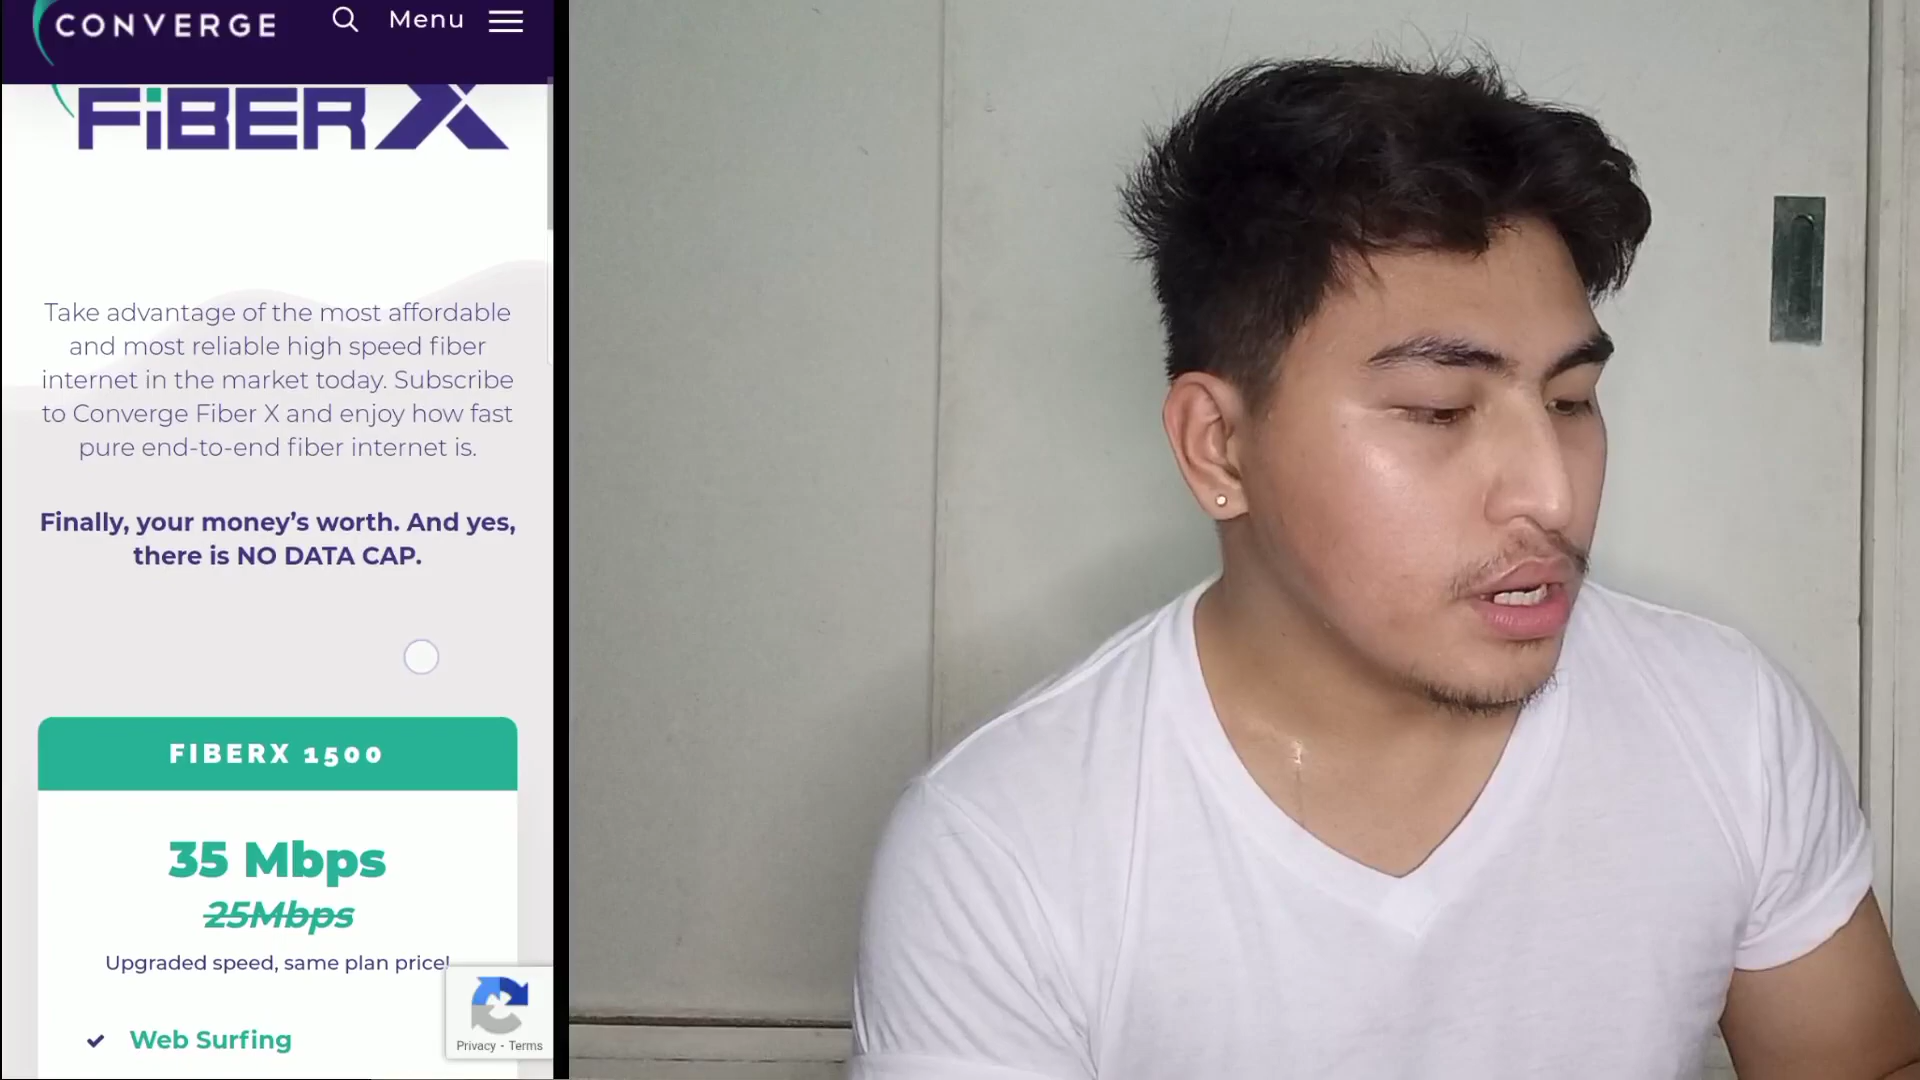 CONVERGE
Menu
FiBER X
Take advantage of the most affordable
and most reliable high speed fiber
internet in the market today. Subscribe
to Converge Fiber X and enjoy how fast
pure end-to-end fiber internet is.
Finally, your money’s worth. And yes,
there is NO DATA CAP.
FIBERX 1500
35 Mbps
25Mbps
Upgraded speed, same plan price!
Web Surfing
Privacy - Terms